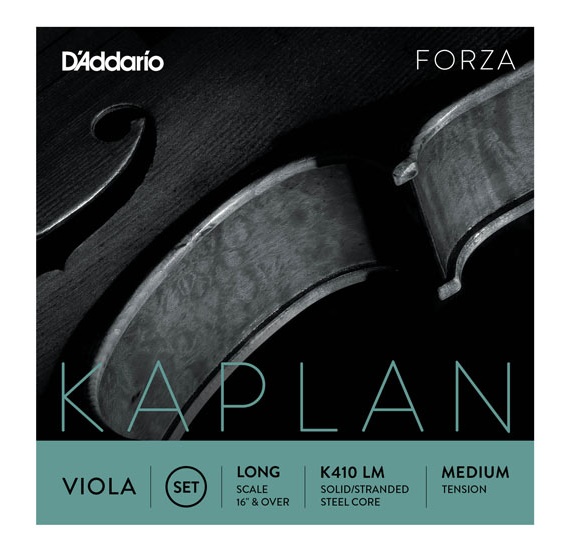 D'Addario
FORZA
KAPLAN
VIOLA
SET
LONG
SCALE
16" & OVER
K410 LM
SOLID/STRANDED
STEEL CORE
MEDIUM
TENSION